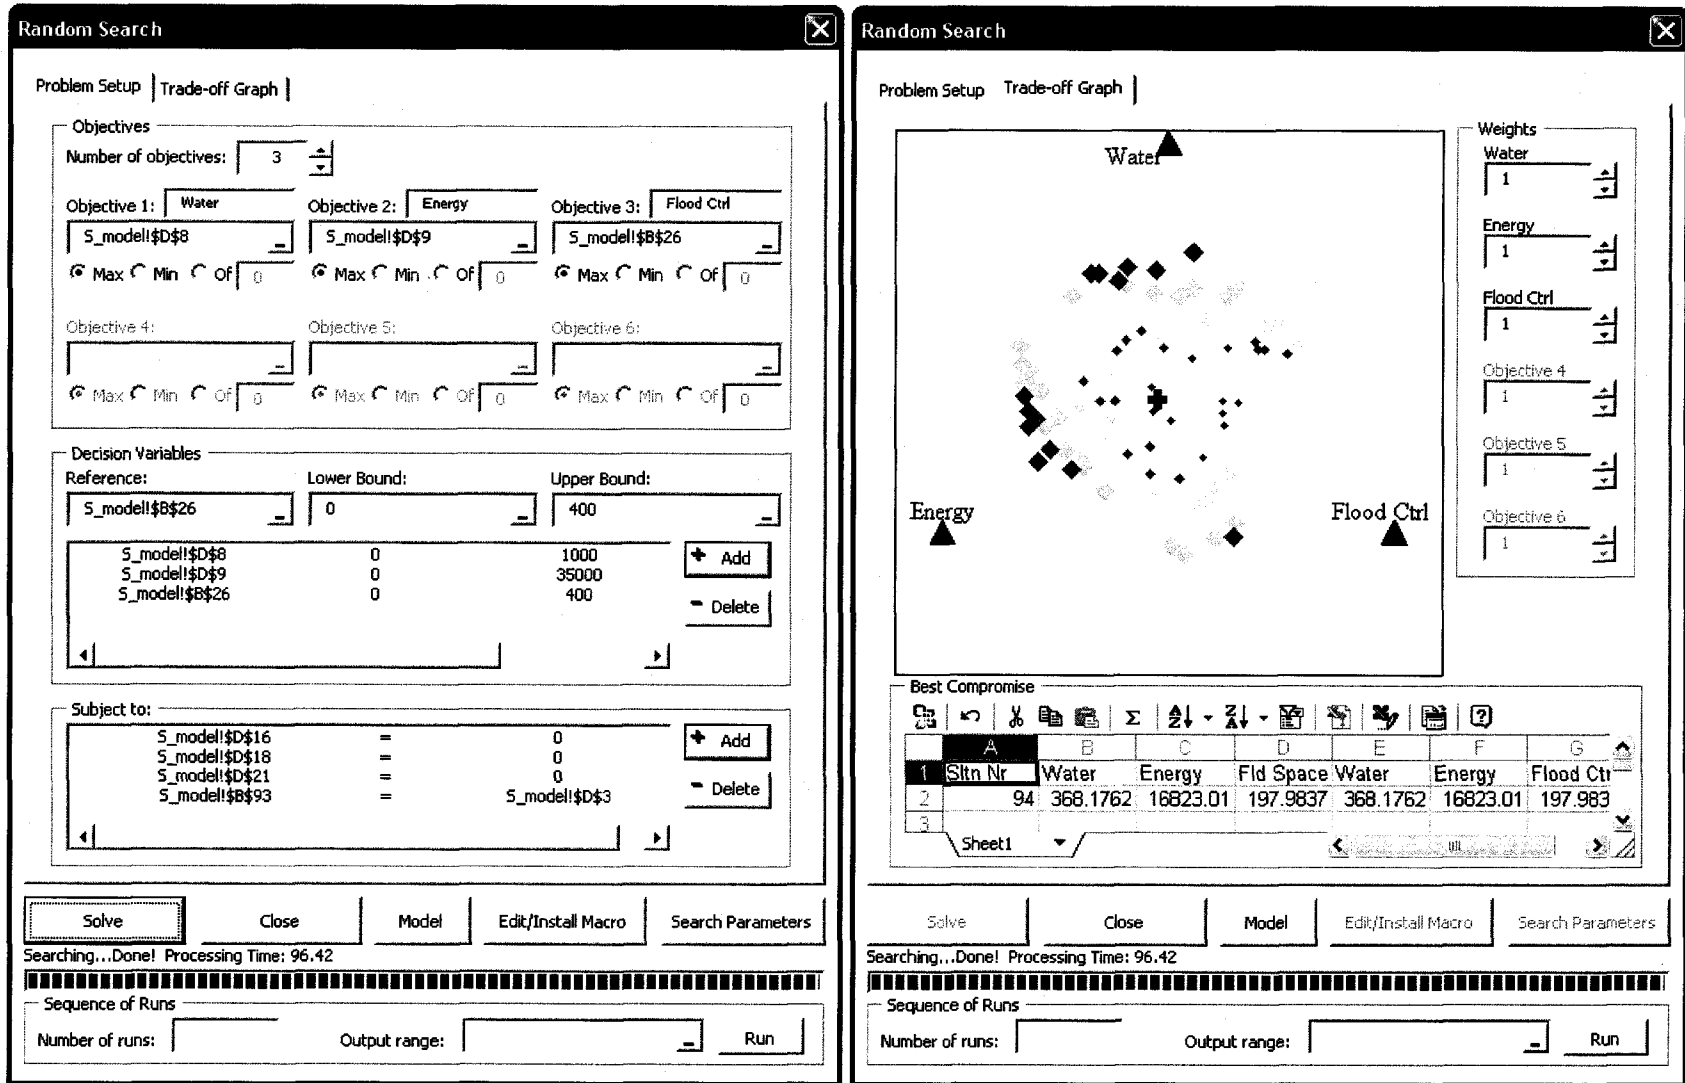 Random Search
Problem Setup Trade-off Graph
Objectives
Number of objectives: 3
Objective 1: Water Objective 2: Energy Objective 3: Flood Ctrl
S_model!$D$8 S_model!$D$9 S_model!$B$26
Max Min Of 0 Max Min Of 0 Max Min Of 0
Objective 4: Objective 5: Objective 6:
Max Min Of 0 Max Min Of 0 Max Min Of 0
Decision Variables
Reference: Lower Bound: Upper Bound:
S_model!$B$26 0 400
S_model!$D$8 0 1000
S_model!$D$9 0 35000
S_model!$B$26 0 400
Add
Delete
Subject to:
S_model!$D$16 = 0
S_model!$D$18 = 0
S_model!$D$21 = 0
S_model!$B$93 = S_model!$D$3
Add
Delete
Solve Close Model Edit/Install Macro Search Parameters
Searching...Done! Processing Time: 96.42
Sequence of Runs
Number of runs: Output range: Run
Random Search
Problem Setup Trade-off Graph
Water
Energy
Flood Ctrl
Weights
Water
1
Energy
1
Flood Ctrl
1
Objective 4
1
Objective 5
1
Objective 6
1
Best Compromise
A B C D E F G
1 Sltn Nr Water Energy Fld Space Water Energy Flood Ctr
2 94 368.1762 16823.01 197.9837 368.1762 16823.01 197.983
3
Sheet1
Solve Close Model Edit/Install Macro Search Parameters
Searching...Done! Processing Time: 96.42
Sequence of Runs
Number of runs: Output range: Run